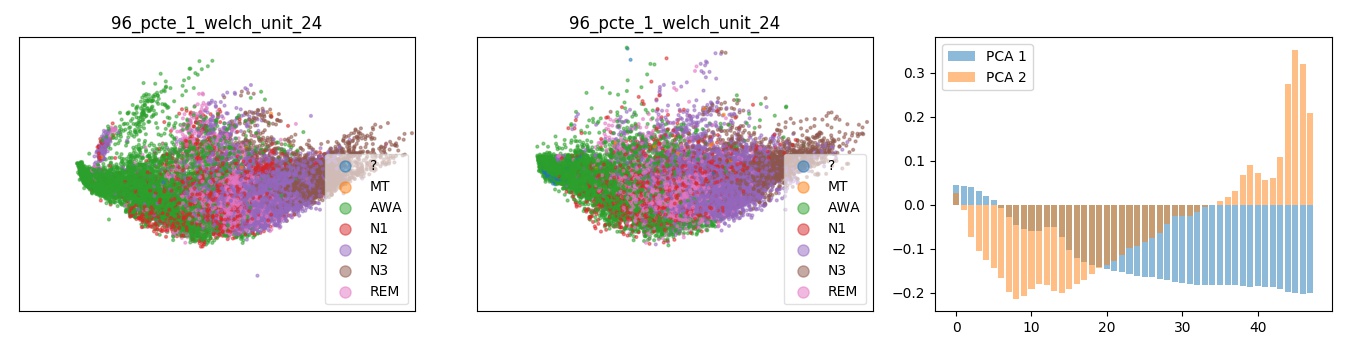 96_pcte_1_welch_unit_24
?
MT
AWA
N1
N2
N3
REM
96_pcte_1_welch_unit_24
?
MT
AWA
N1
N2
N3
REM
PCA 1
PCA 2
0.3
0.2
0.1
0.0
−0.1
−0.2
0 10 20 30 40